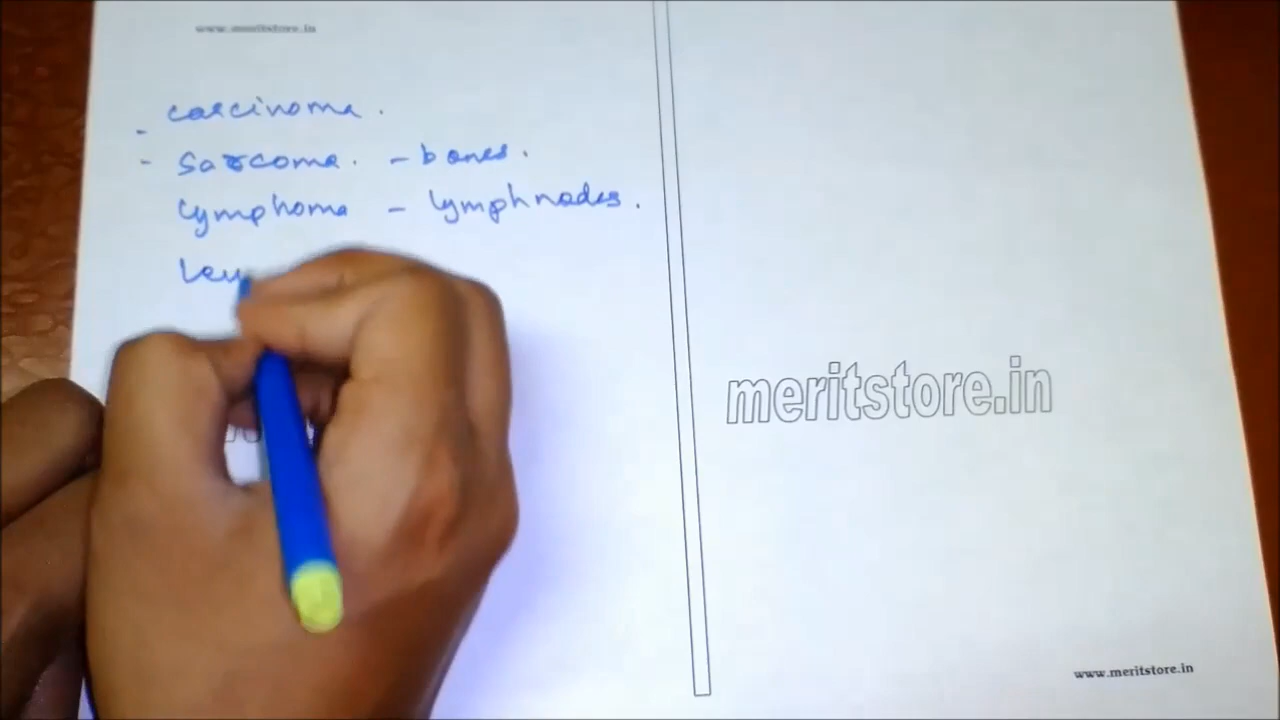 www.meritstore.in
carcinoma.
- Sarcoma. - bones.
Lymphoma - lymphnodes.
Leu
meritstore.in
www.meritstore.in